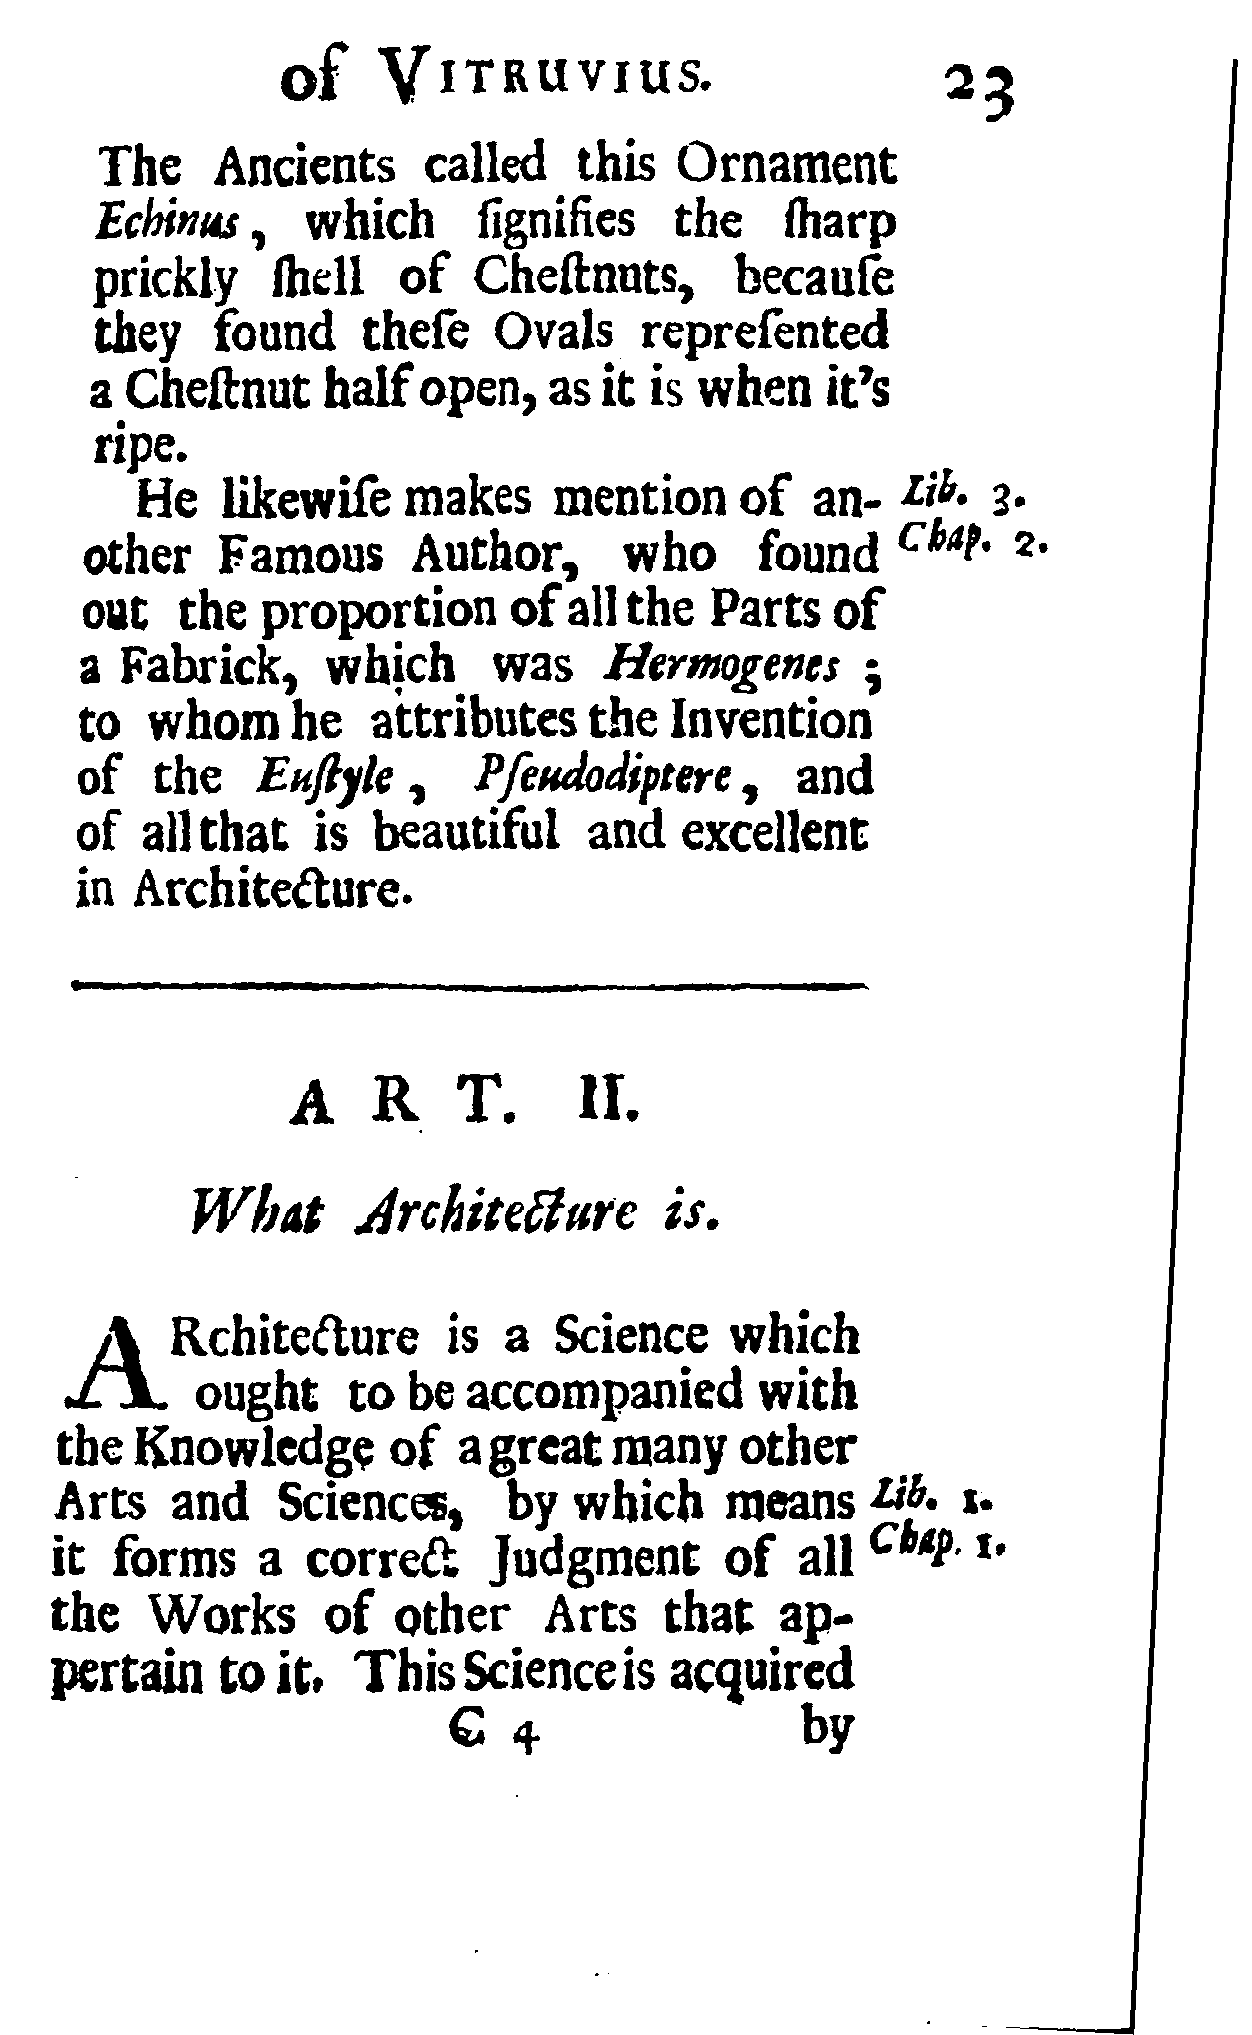 of VITRUVIUS. 23
The Ancients called this Ornament
Echinus, which ſignifies the ſharp
prickly ſhell of Cheſtnuts, becauſe
they found theſe Ovals repreſented
a Cheſtnut half open, as it is when it's
ripe.
He likewiſe makes mention of an- Lib. 3.
other Famous Author, who found Chap. 2.
out the proportion of all the Parts of
a Fabrick, which was Hermogenes ;
to whom he attributes the Invention
of the Euſtyle, Pſeudodiptere, and
of all that is beautiful and excellent
in Architecture.
ART. II.
What Architecture is.
ARchitecture is a Science which
ought to be accompanied with
the Knowledge of a great many other
Arts and Sciences, by which means Lib. 1.
it forms a correct Judgment of all Chap. 1.
the Works of other Arts that ap-
pertain to it. This Science is acquired
C 4 by